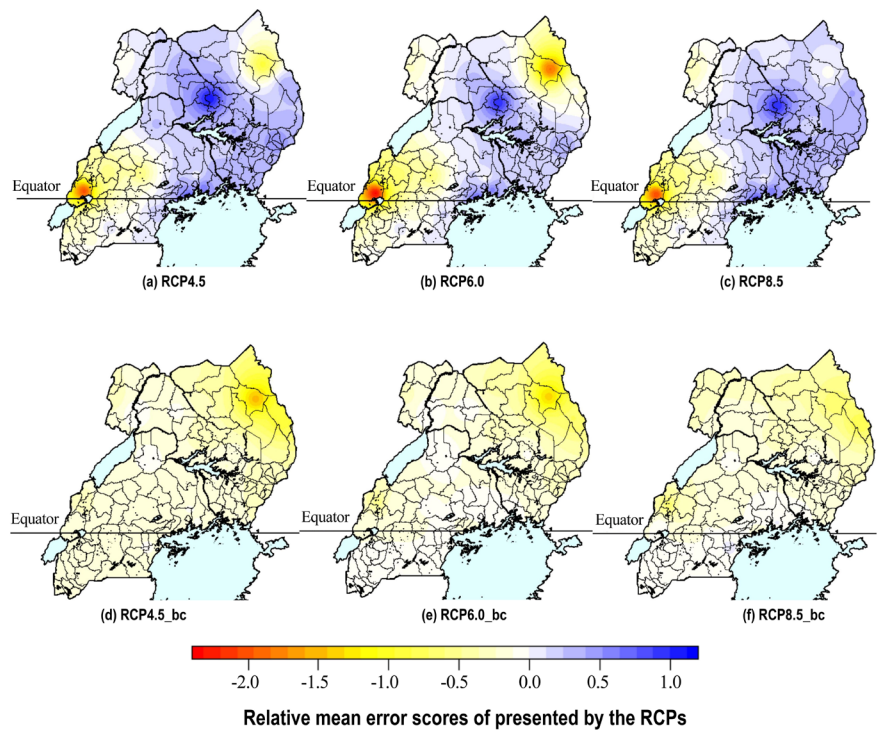 Equator
Equator
Equator
(a) RCP4.5
(b) RCP6.0
(c) RCP8.5
Equator
Equator
Equator
(d) RCP4.5_bc
(e) RCP6.0_bc
(f) RCP8.5_bc
-2.0 -1.5 -1.0 -0.5 0.0 0.5 1.0
Relative mean error scores of presented by the RCPs